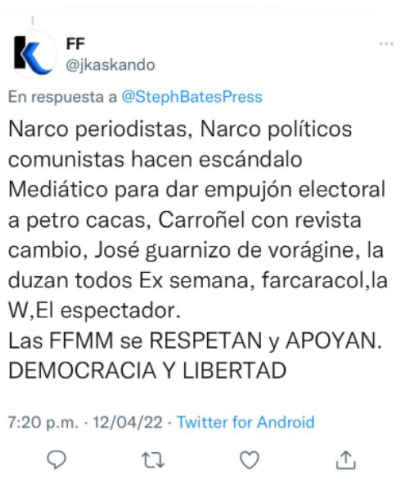 FF
@jkaskando
En respuesta a @StephBatesPress
Narco periodistas, Narco políticos
comunistas hacen escándalo
Mediático para dar empujón electoral
a petro cacas, Carroñel con revista
cambio, José guarnizo de vorágine, la
duzan todos Ex semana, farcaracol,la
W,El espectador.
Las FFMM se RESPETAN y APOYAN.
DEMOCRACIA Y LIBERTAD
7:20 p.m. · 12/04/22 · Twitter for Android